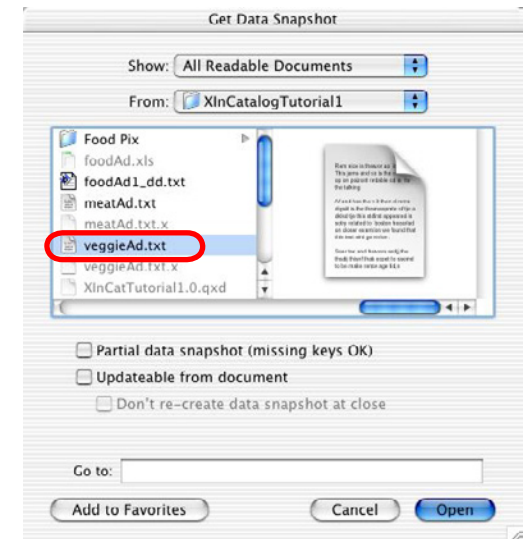 Get Data Snapshot
Show: All Readable Documents
From: XInCatalogTutorial1
Food Pix
foodAd.xls
foodAd1_dd.txt
meatAd.txt
meatAd.txt.x
veggieAd.txt
veggieAd.txt.x
XInCatTutorial1.0.qxd
Partial data snapshot (missing keys OK)
Updateable from document
Don't re-create data snapshot at close
Go to:
Add to Favorites
Cancel
Open